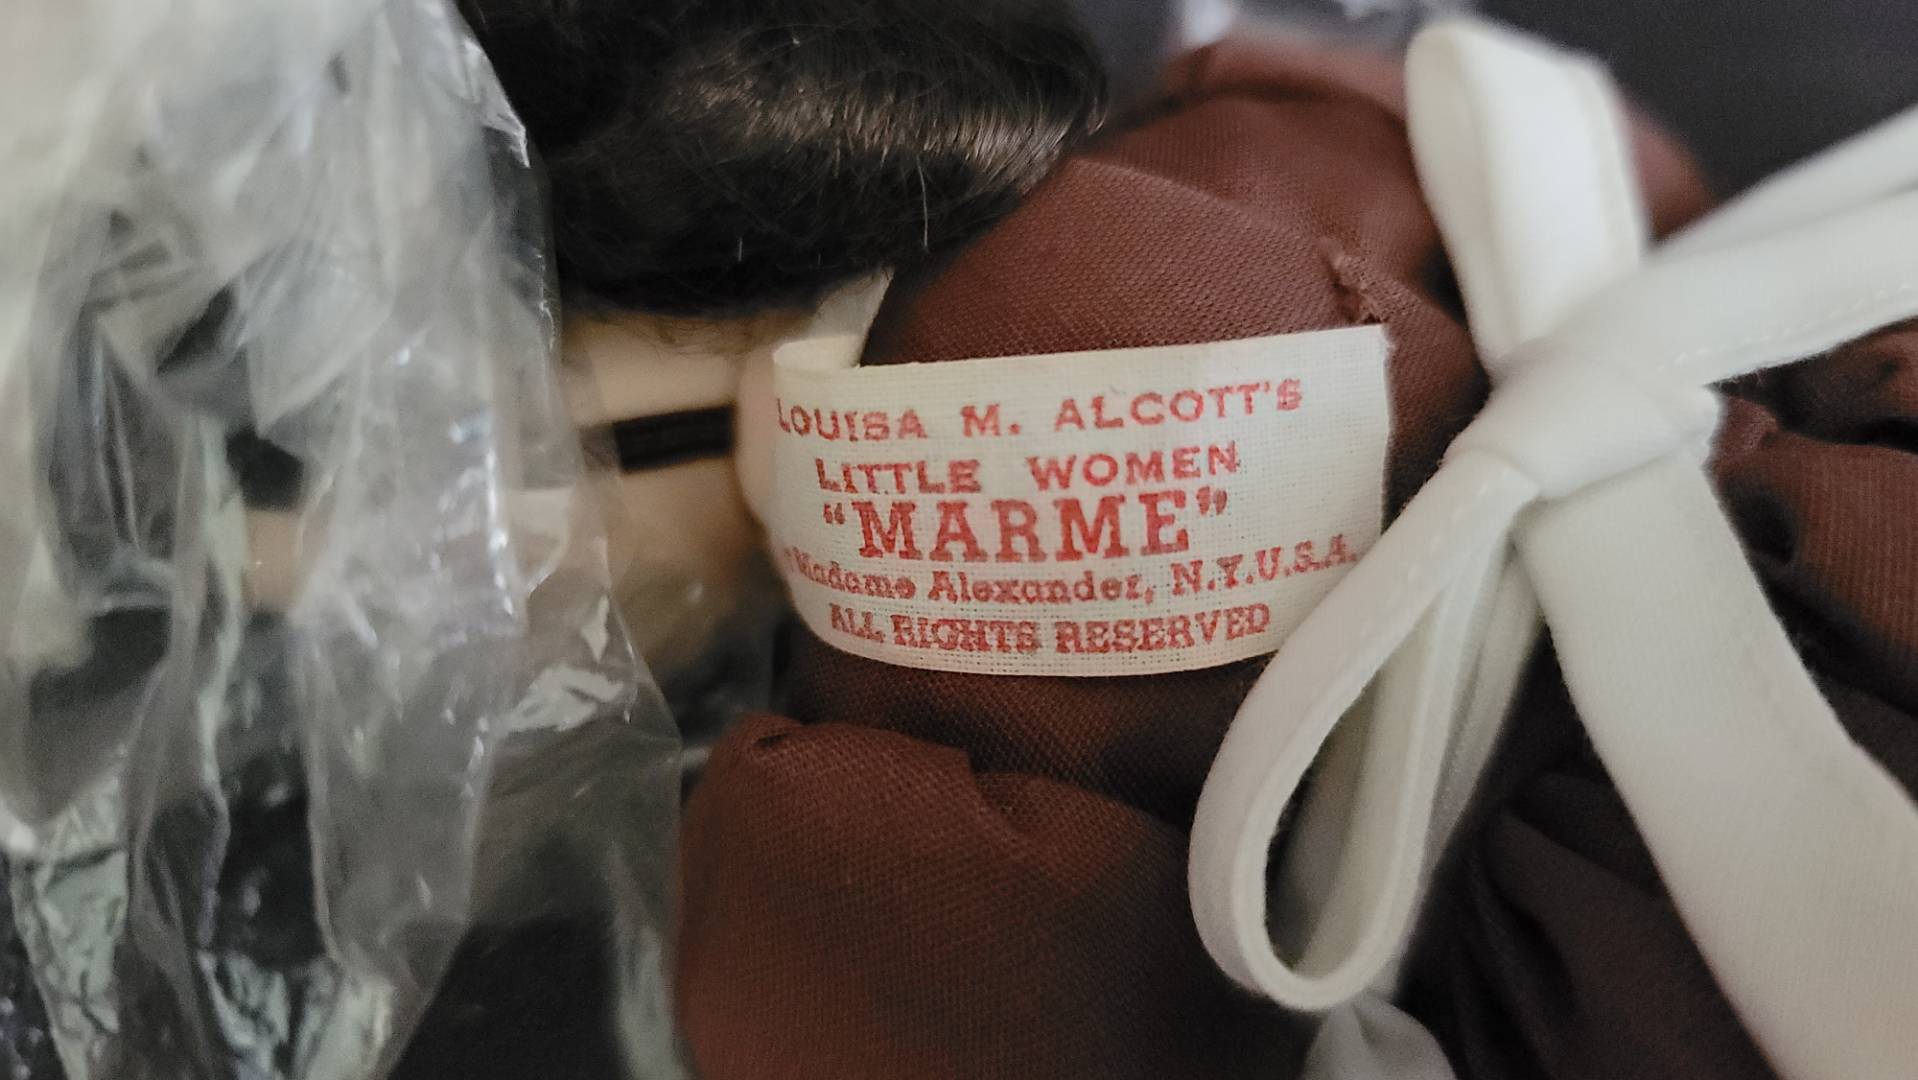 LOUISA M. ALCOTT'S
LITTLE WOMEN
"MARME"
Madame Alexander, N.Y.U.S.A.
ALL RIGHTS RESERVED